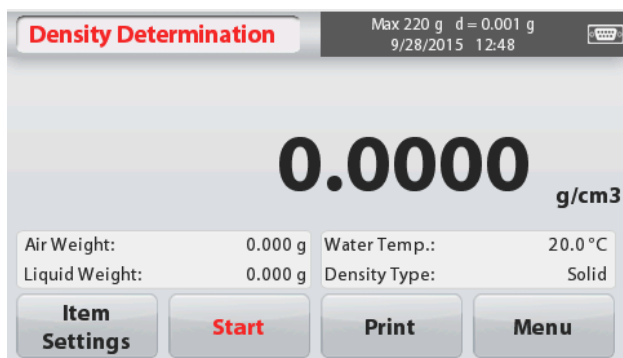 Density Determination
Max 220 g d = 0.001 g
9/28/2015 12:48
0.0000
g/cm3
Air Weight: 0.000 g Water Temp.: 20.0 °C
Liquid Weight: 0.000 g Density Type: Solid
Item
Settings
Start
Print
Menu